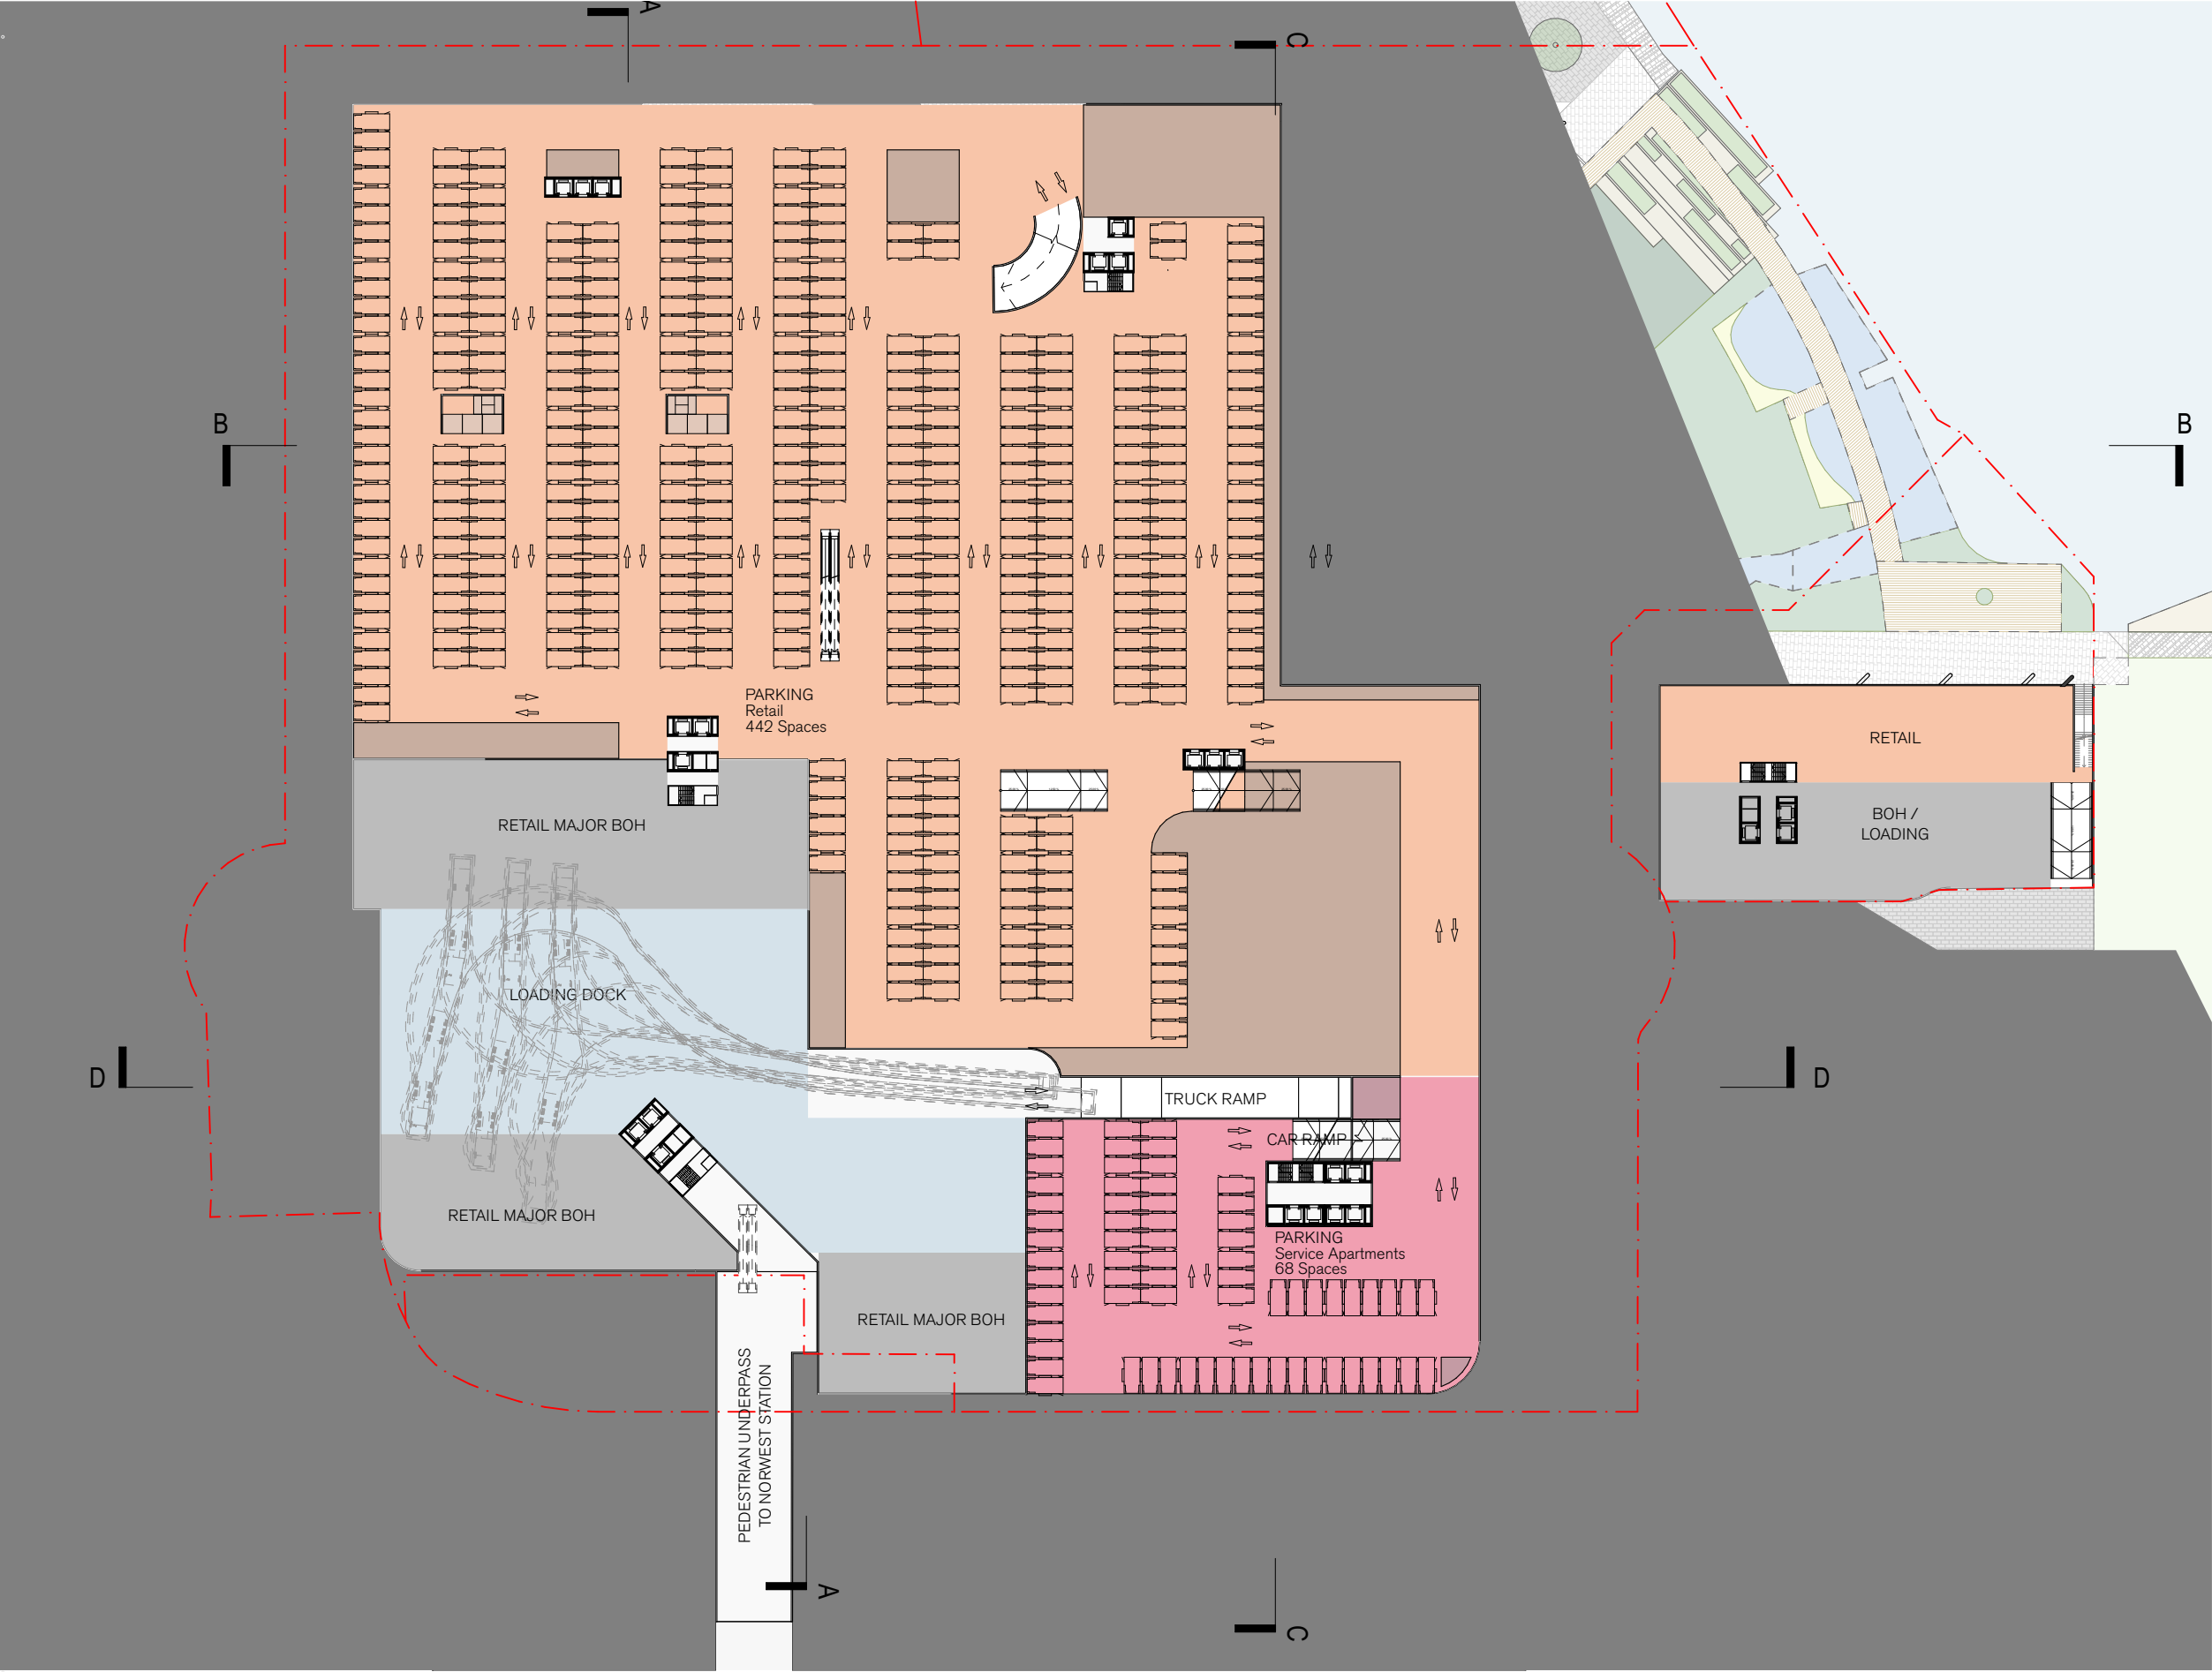 A
C
B
B
PARKING
Retail
442 Spaces
RETAIL
RETAIL MAJOR BOH
BOH /
LOADING
LOADING DOCK
D
D
TRUCK RAMP
CAR RAMP
RETAIL MAJOR BOH
PARKING
Service Apartments
68 Spaces
RETAIL MAJOR BOH
PEDESTRIAN UNDERPASS
TO NORWEST STATION
A
C